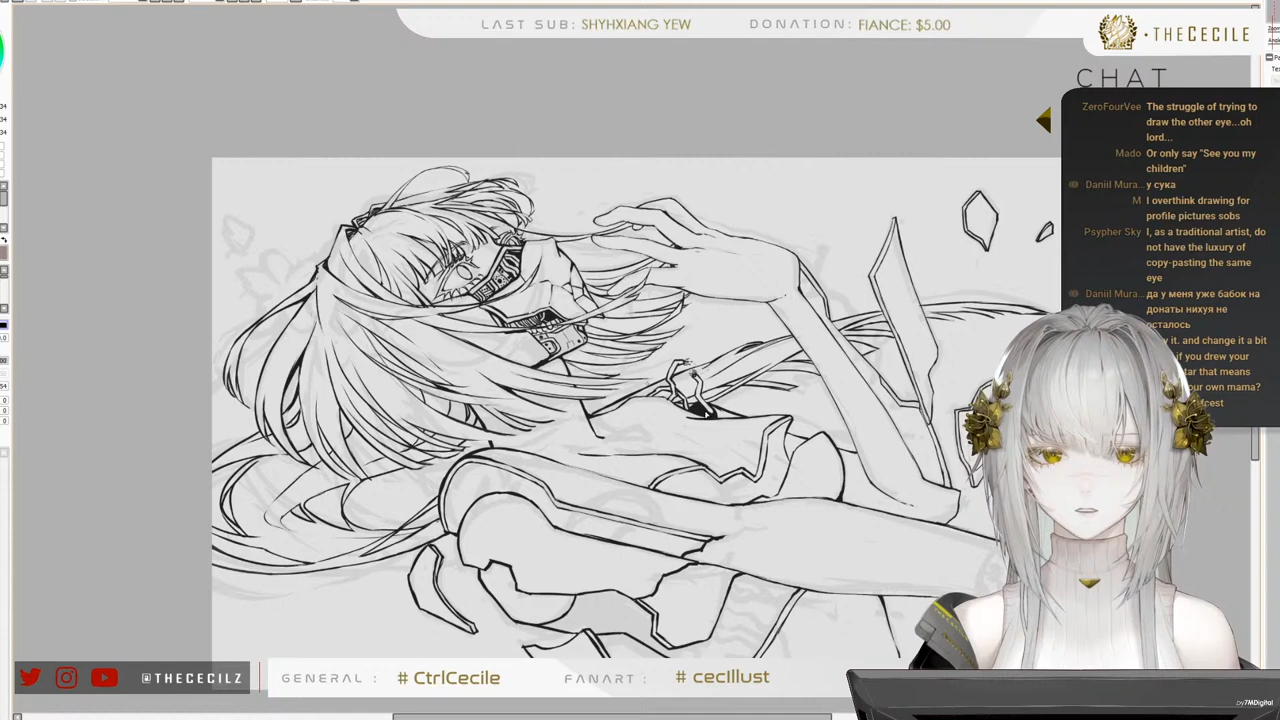 LAST SUB: SHYHXIANG YEW DONATION: FIANCE: $5.00
·THECECILE
CHAT
ZeroFourVee The struggle of trying to
draw the other eye...oh
lord...
Mado Or only say "See you my
children"
Daniil Mura... у сука
M I overthink drawing for
profile pictures sobs
Psypher Sky I, as a traditional artist, do
not have the luxury of
copy-pasting the same
eye
Daniil Mura... да у меня уже бабок на
донаты нихуя не
осталось
it. and change it a bit
if you drew your
that means
own mama?
@THECECILZ
GENERAL : # CtrlCecile FANART : # cecIllust
by7MDigital